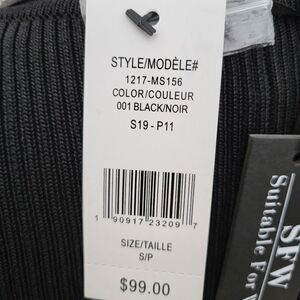 STYLE/MODÈLE#
1217-MS156
COLOR/COULEUR
001 BLACK/NOIR
S19 - P11
1 90917 23209 7
SIZE/TAILLE
S/P
$99.00
SFW
Suitable For